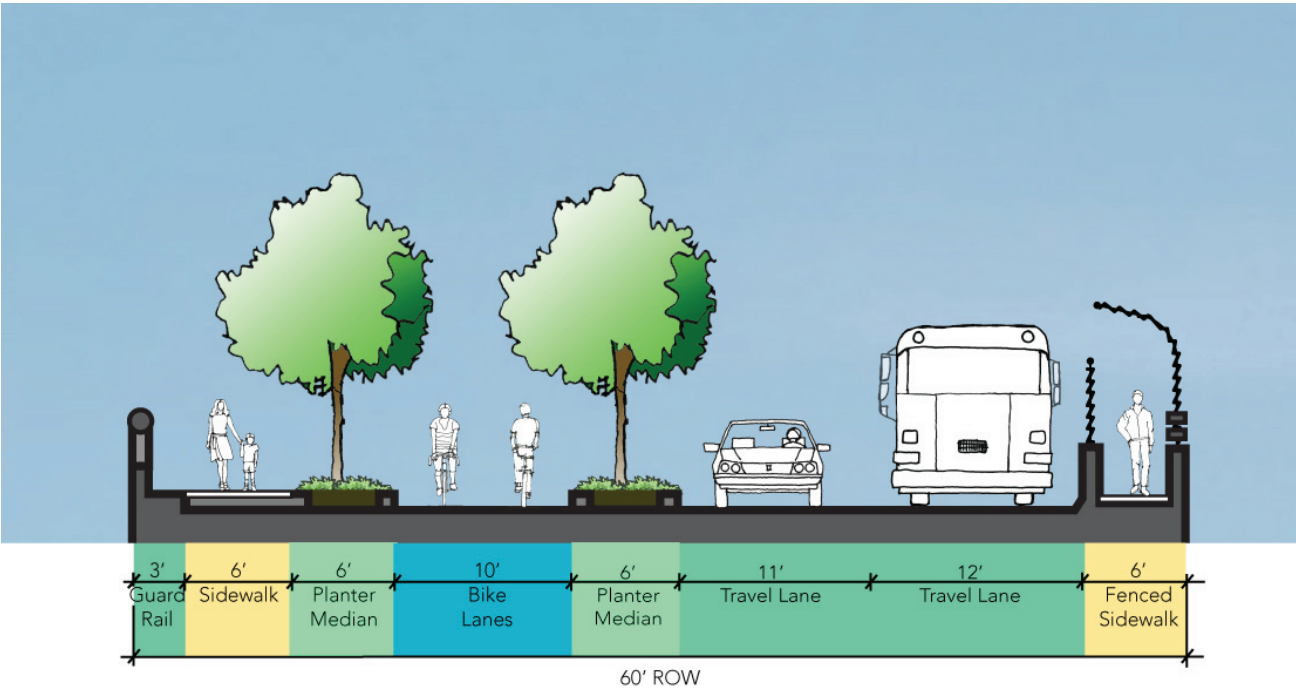 3’
Guard
Rail
6’
Sidewalk
6’
Planter
Median
10’
Bike
Lanes
6’
Planter
Median
11’
Travel Lane
12’
Travel Lane
6’
Fenced
Sidewalk
60’ ROW